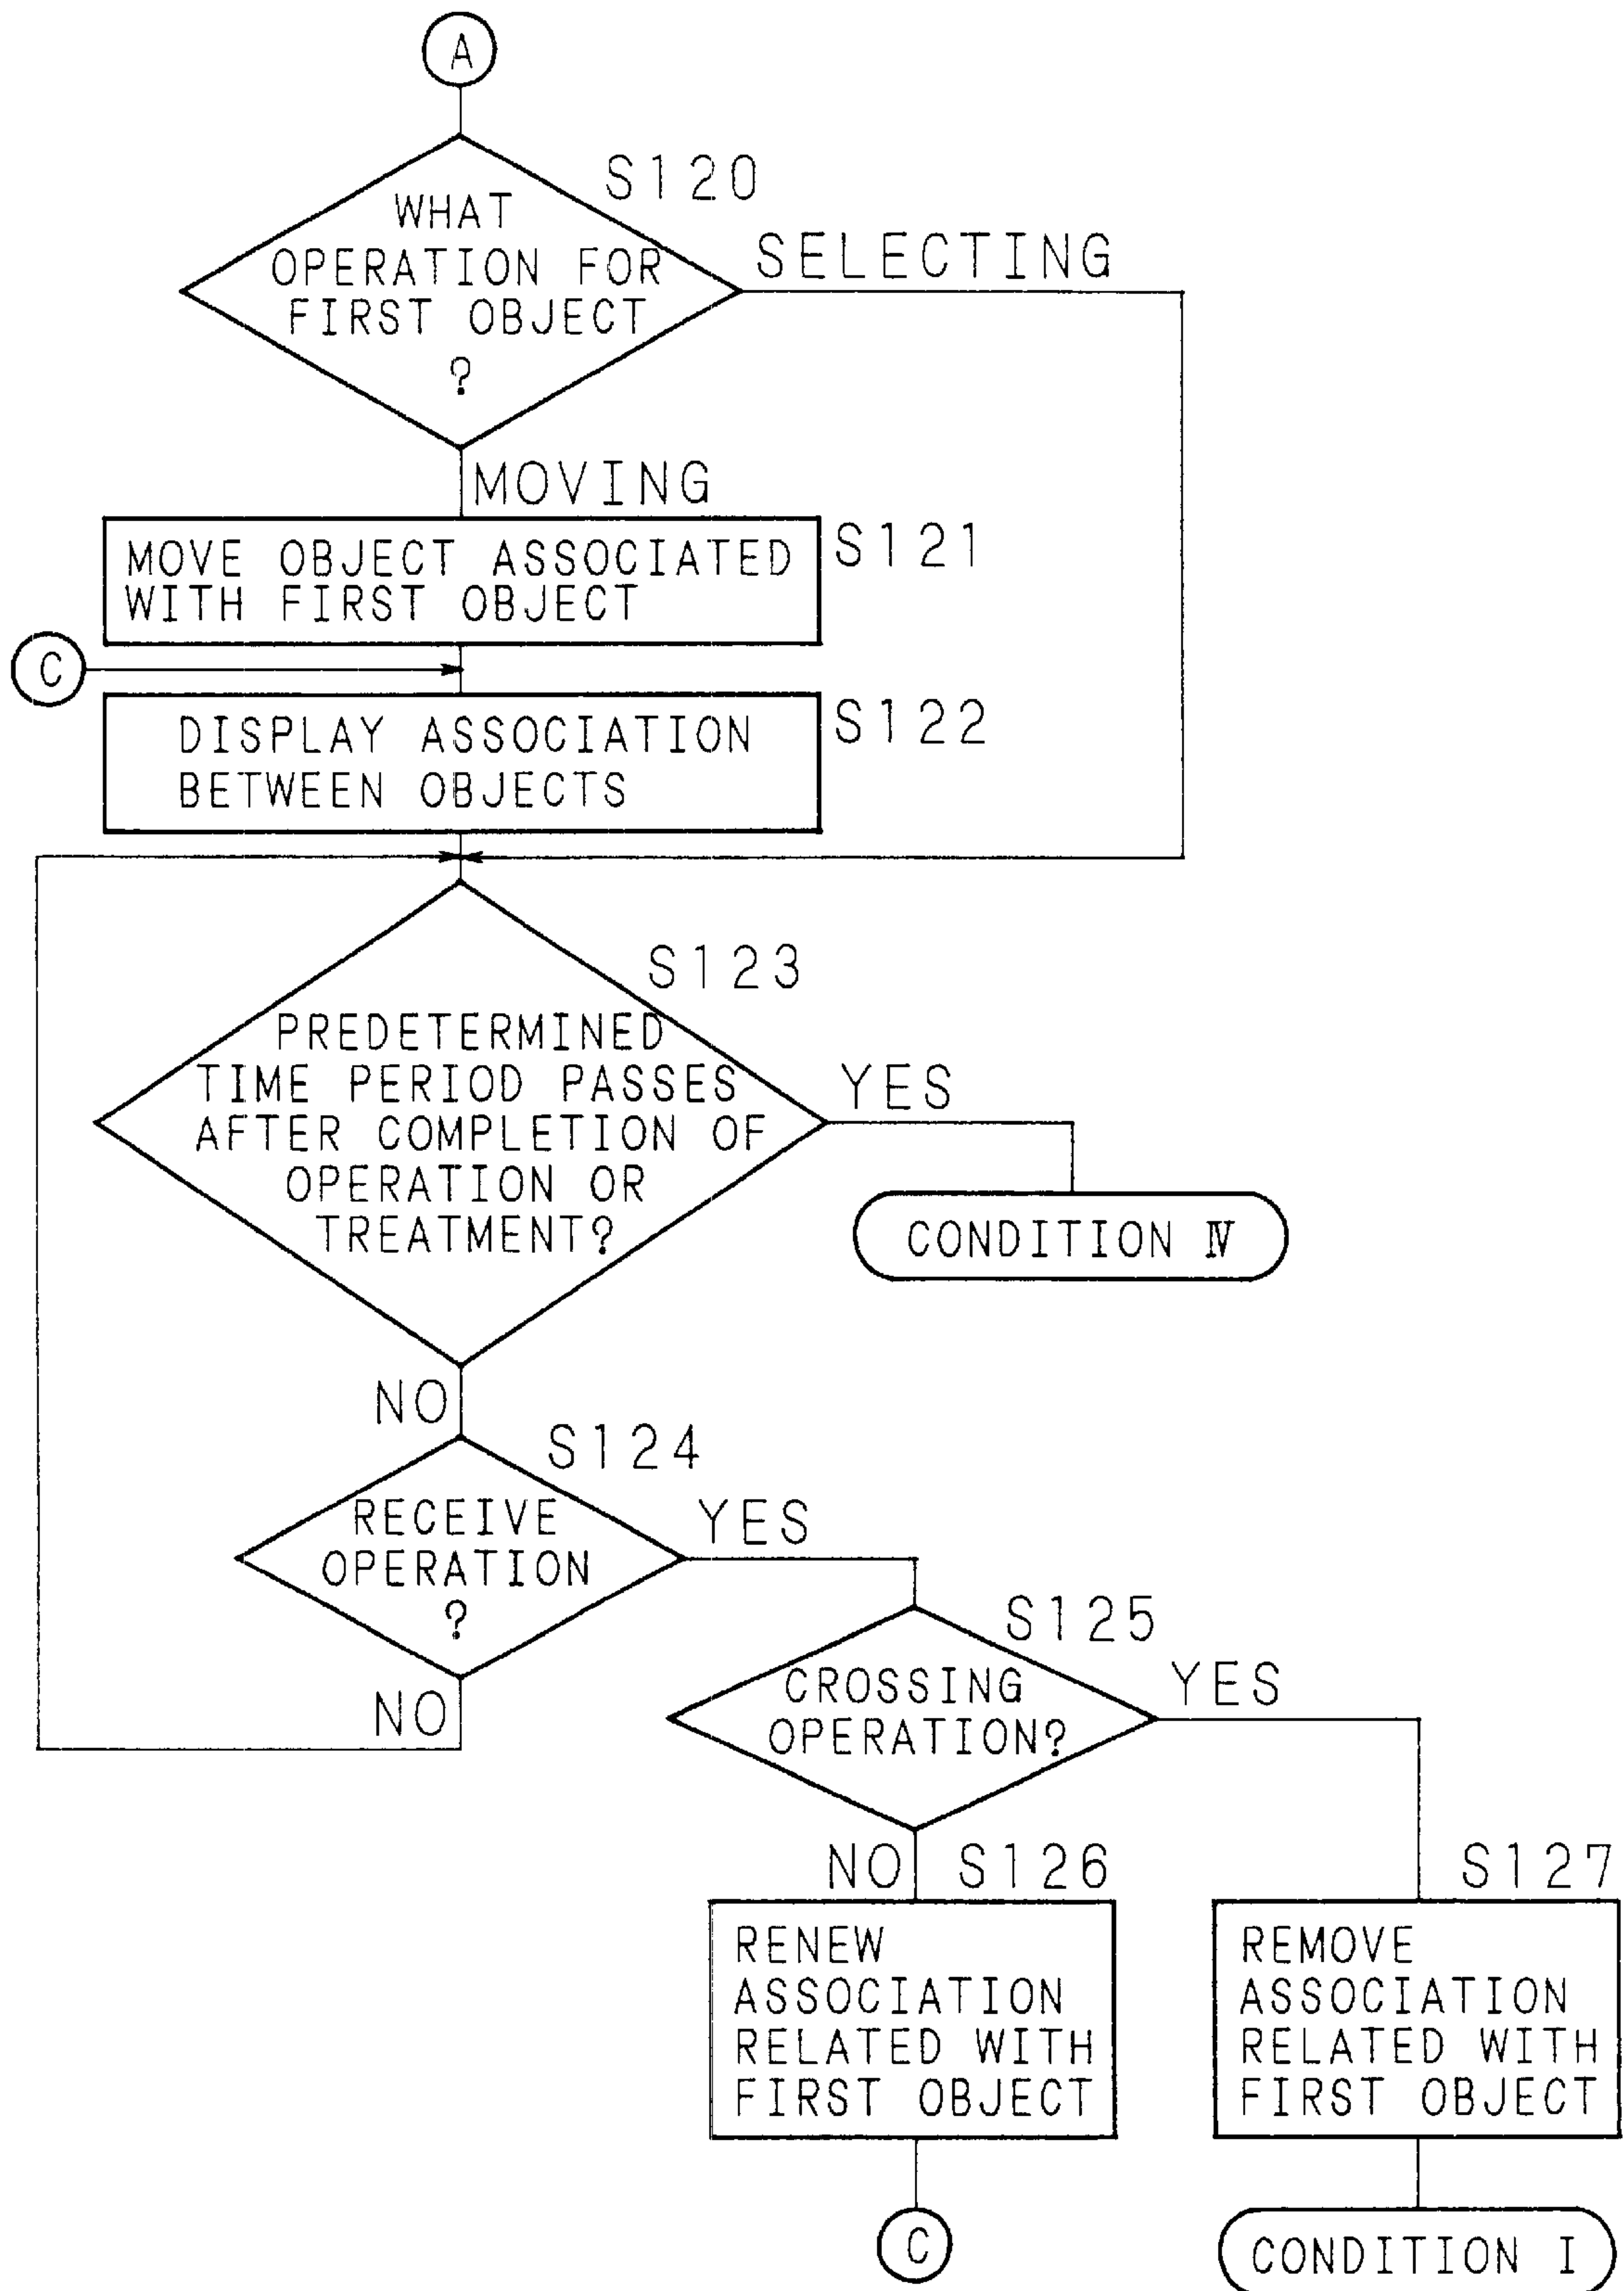 A
S120
WHAT
OPERATION FOR
FIRST OBJECT
?
SELECTING
MOVING
MOVE OBJECT ASSOCIATED
WITH FIRST OBJECT
S121
C
DISPLAY ASSOCIATION
BETWEEN OBJECTS
S122
S123
PREDETERMINED
TIME PERIOD PASSES
AFTER COMPLETION OF
OPERATION OR
TREATMENT?
YES
CONDITION Ⅳ
NO
S124
RECEIVE
OPERATION
?
YES
NO
S125
CROSSING
OPERATION?
YES
NO
S126
RENEW
ASSOCIATION
RELATED WITH
FIRST OBJECT
C
S127
REMOVE
ASSOCIATION
RELATED WITH
FIRST OBJECT
CONDITION I